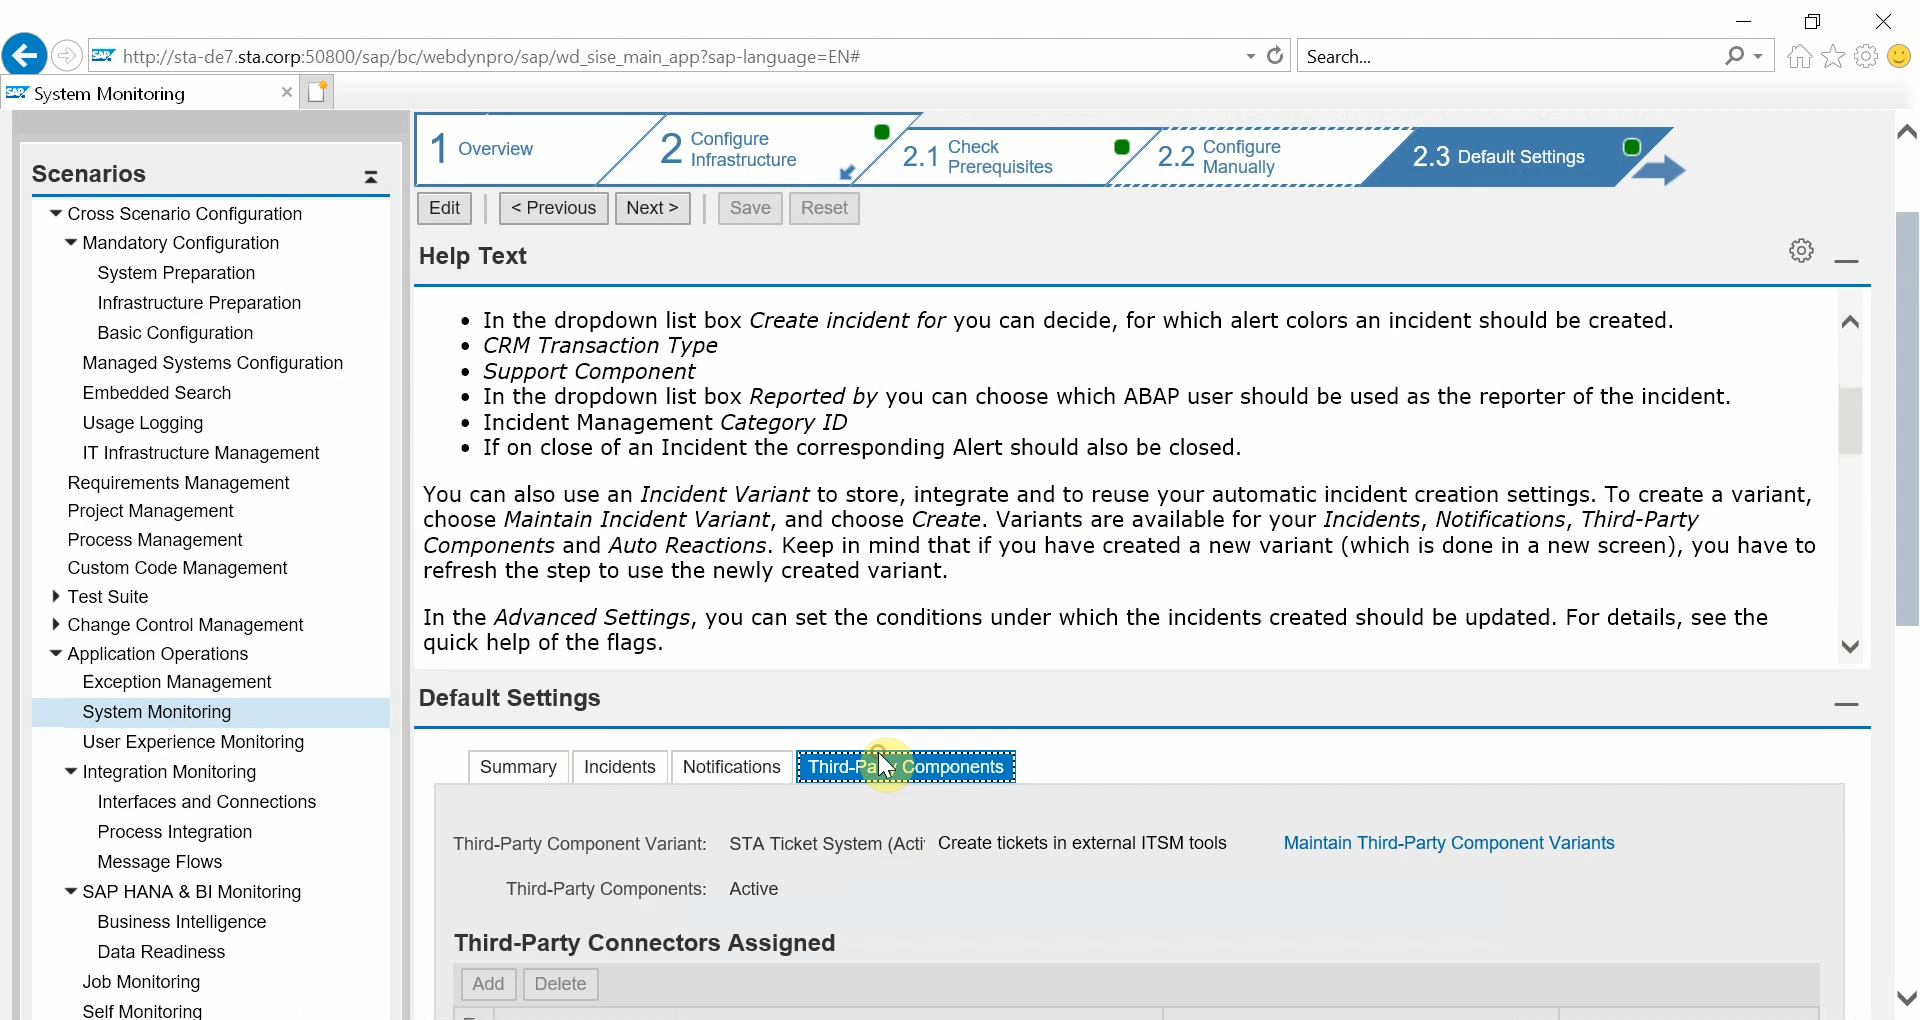 http://sta-de7.sta.corp:50800/sap/bc/webdynpro/sap/wd_sise_main_app?sap-language=EN#
Search...
SAP System Monitoring
Scenarios
Cross Scenario Configuration
Mandatory Configuration
System Preparation
Infrastructure Preparation
Basic Configuration
Managed Systems Configuration
Embedded Search
Usage Logging
IT Infrastructure Management
Requirements Management
Project Management
Process Management
Custom Code Management
Test Suite
Change Control Management
Application Operations
Exception Management
System Monitoring
User Experience Monitoring
Integration Monitoring
Interfaces and Connections
Process Integration
Message Flows
SAP HANA & BI Monitoring
Business Intelligence
Data Readiness
Job Monitoring
Self Monitoring
1 Overview
2 Configure Infrastructure
2.1 Check Prerequisites
2.2 Configure Manually
2.3 Default Settings
Edit < Previous Next > Save Reset
Help Text
• In the dropdown list box Create incident for you can decide, for which alert colors an incident should be created.
• CRM Transaction Type
• Support Component
• In the dropdown list box Reported by you can choose which ABAP user should be used as the reporter of the incident.
• Incident Management Category ID
• If on close of an Incident the corresponding Alert should also be closed.
You can also use an Incident Variant to store, integrate and to reuse your automatic incident creation settings. To create a variant,
choose Maintain Incident Variant, and choose Create. Variants are available for your Incidents, Notifications, Third-Party
Components and Auto Reactions. Keep in mind that if you have created a new variant (which is done in a new screen), you have to
refresh the step to use the newly created variant.
In the Advanced Settings, you can set the conditions under which the incidents created should be updated. For details, see the
quick help of the flags.
Default Settings
Summary Incidents Notifications Third-Party Components
Third-Party Component Variant: STA Ticket System (Acti Create tickets in external ITSM tools Maintain Third-Party Component Variants
Third-Party Components: Active
Third-Party Connectors Assigned
Add Delete